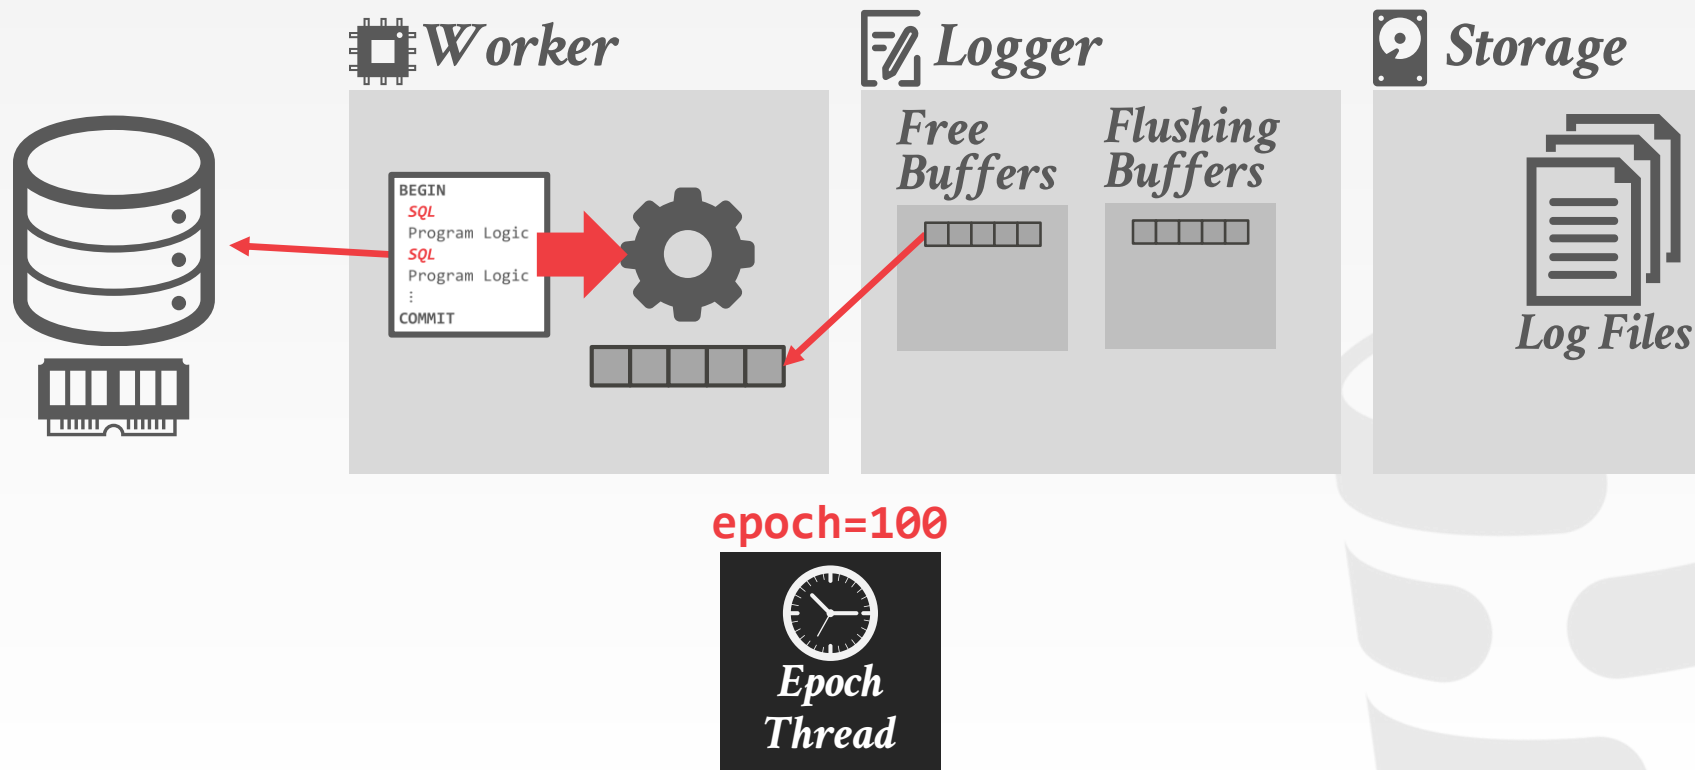 Worker
Logger
Storage
BEGIN
SQL
Program Logic
SQL
Program Logic
⋮
COMMIT
Free
Buffers
Flushing
Buffers
Log Files
epoch=100
Epoch
Thread